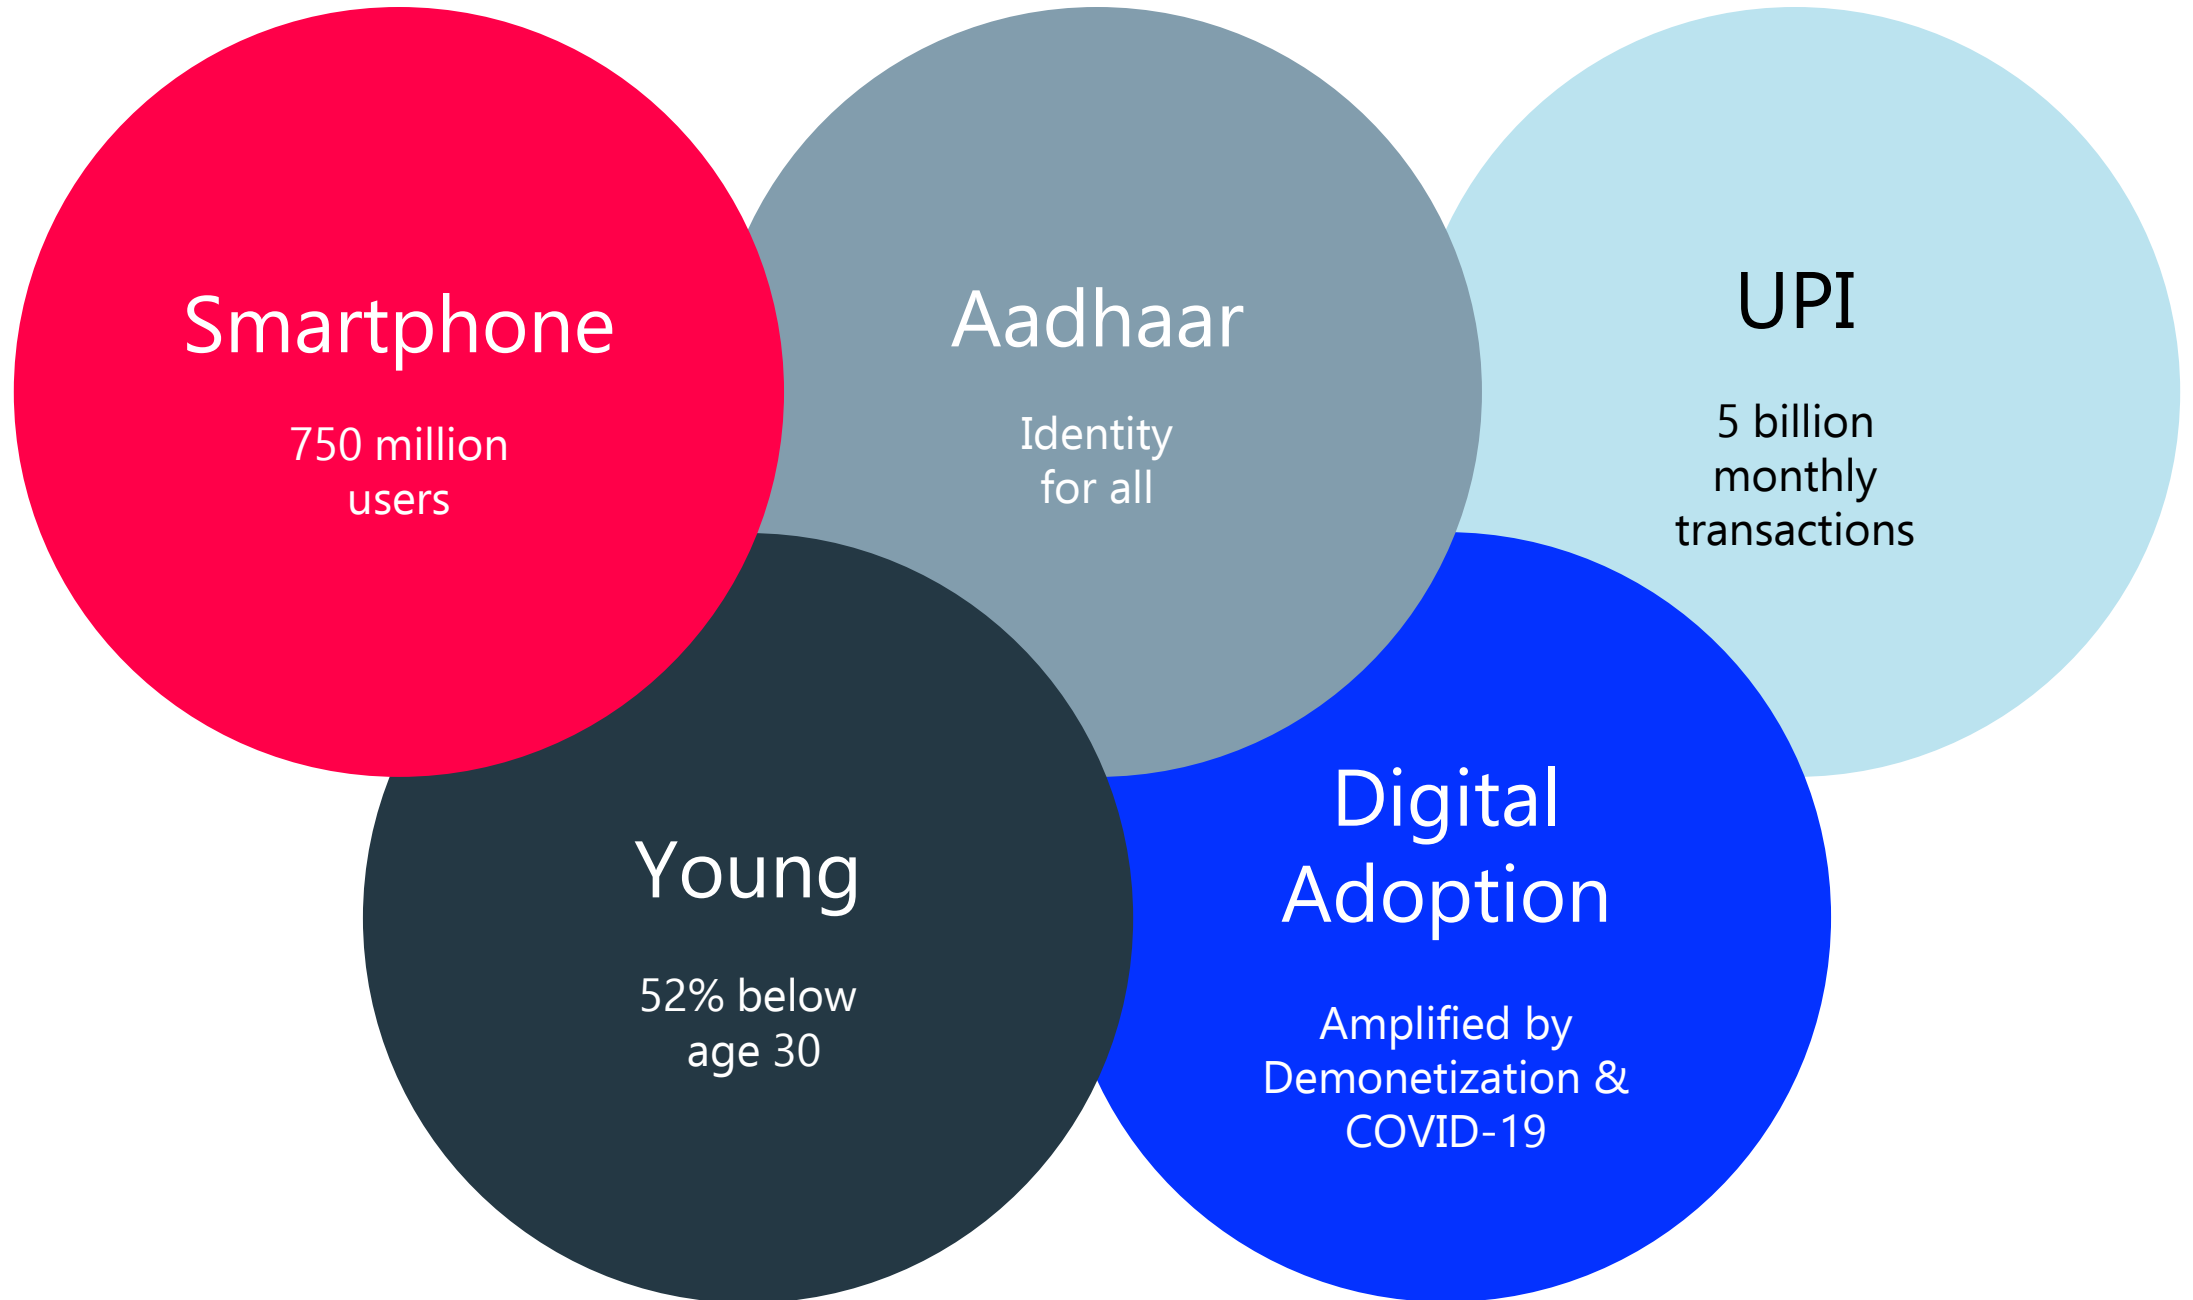 Smartphone
750 million
users
Aadhaar
Identity
for all
UPI
5 billion
monthly
transactions
Young
52% below
age 30
Digital
Adoption
Amplified by
Demonetization &
COVID-19